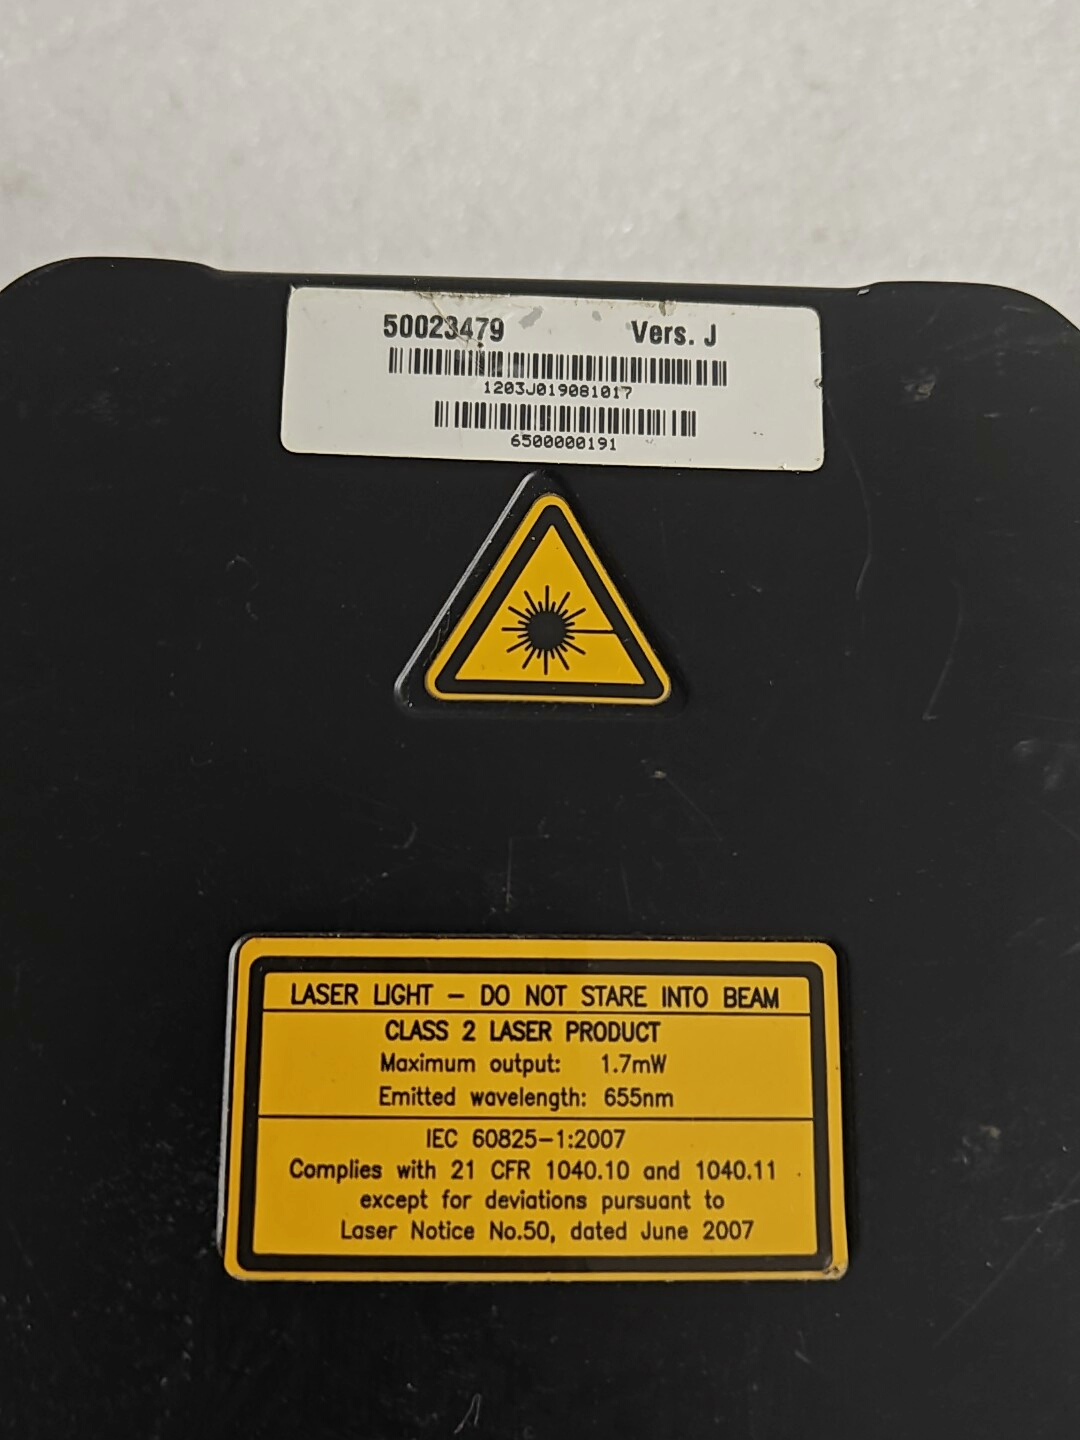 50023479 Vers. J
1203J019081017
6500000191
LASER LIGHT - DO NOT STARE INTO BEAM
CLASS 2 LASER PRODUCT
Maximum output: 1.7mW
Emitted wavelength: 655nm
IEC 60825-1:2007
Complies with 21 CFR 1040.10 and 1040.11
except for deviations pursuant to
Laser Notice No.50, dated June 2007